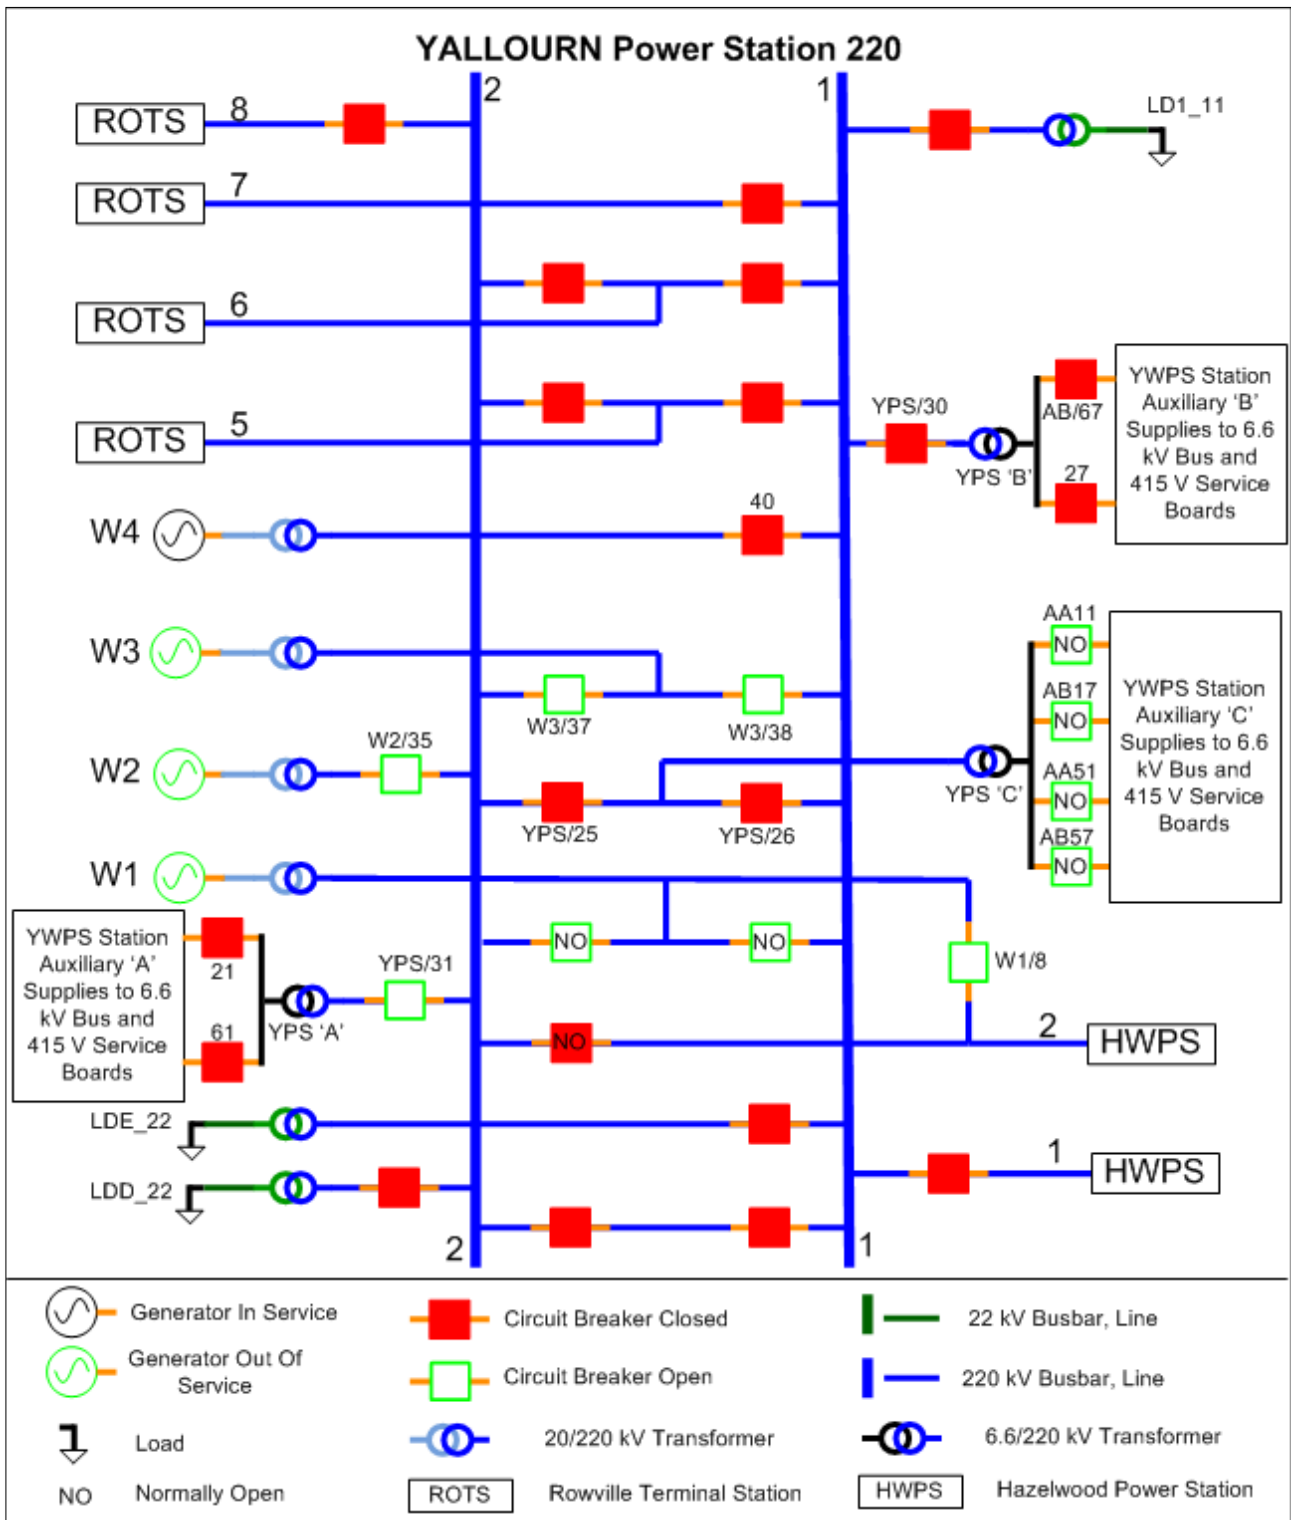 YALLOURN Power Station 220
2
1
ROTS
8
LD1_11
ROTS
7
ROTS
6
ROTS
5
YPS/30
YPS 'B'
AB/67
27
YWPS Station
Auxiliary 'B'
Supplies to 6.6
kV Bus and
415 V Service
Boards
W4
40
W3
W3/37
W3/38
W2
W2/35
YPS/25
YPS/26
YPS 'C'
AA11
NO
AB17
NO
AA51
NO
AB57
NO
YWPS Station
Auxiliary 'C'
Supplies to 6.6
kV Bus and
415 V Service
Boards
W1
NO
NO
W1/8
YWPS Station
Auxiliary 'A'
Supplies to 6.6
kV Bus and
415 V Service
Boards
21
61
YPS 'A'
YPS/31
NO
2
HWPS
LDE_22
1
HWPS
LDD_22
2
1
Generator In Service
Circuit Breaker Closed
22 kV Busbar, Line
Generator Out Of
Service
Circuit Breaker Open
220 kV Busbar, Line
Load
20/220 kV Transformer
6.6/220 kV Transformer
NO
Normally Open
ROTS
Rowville Terminal Station
HWPS
Hazelwood Power Station